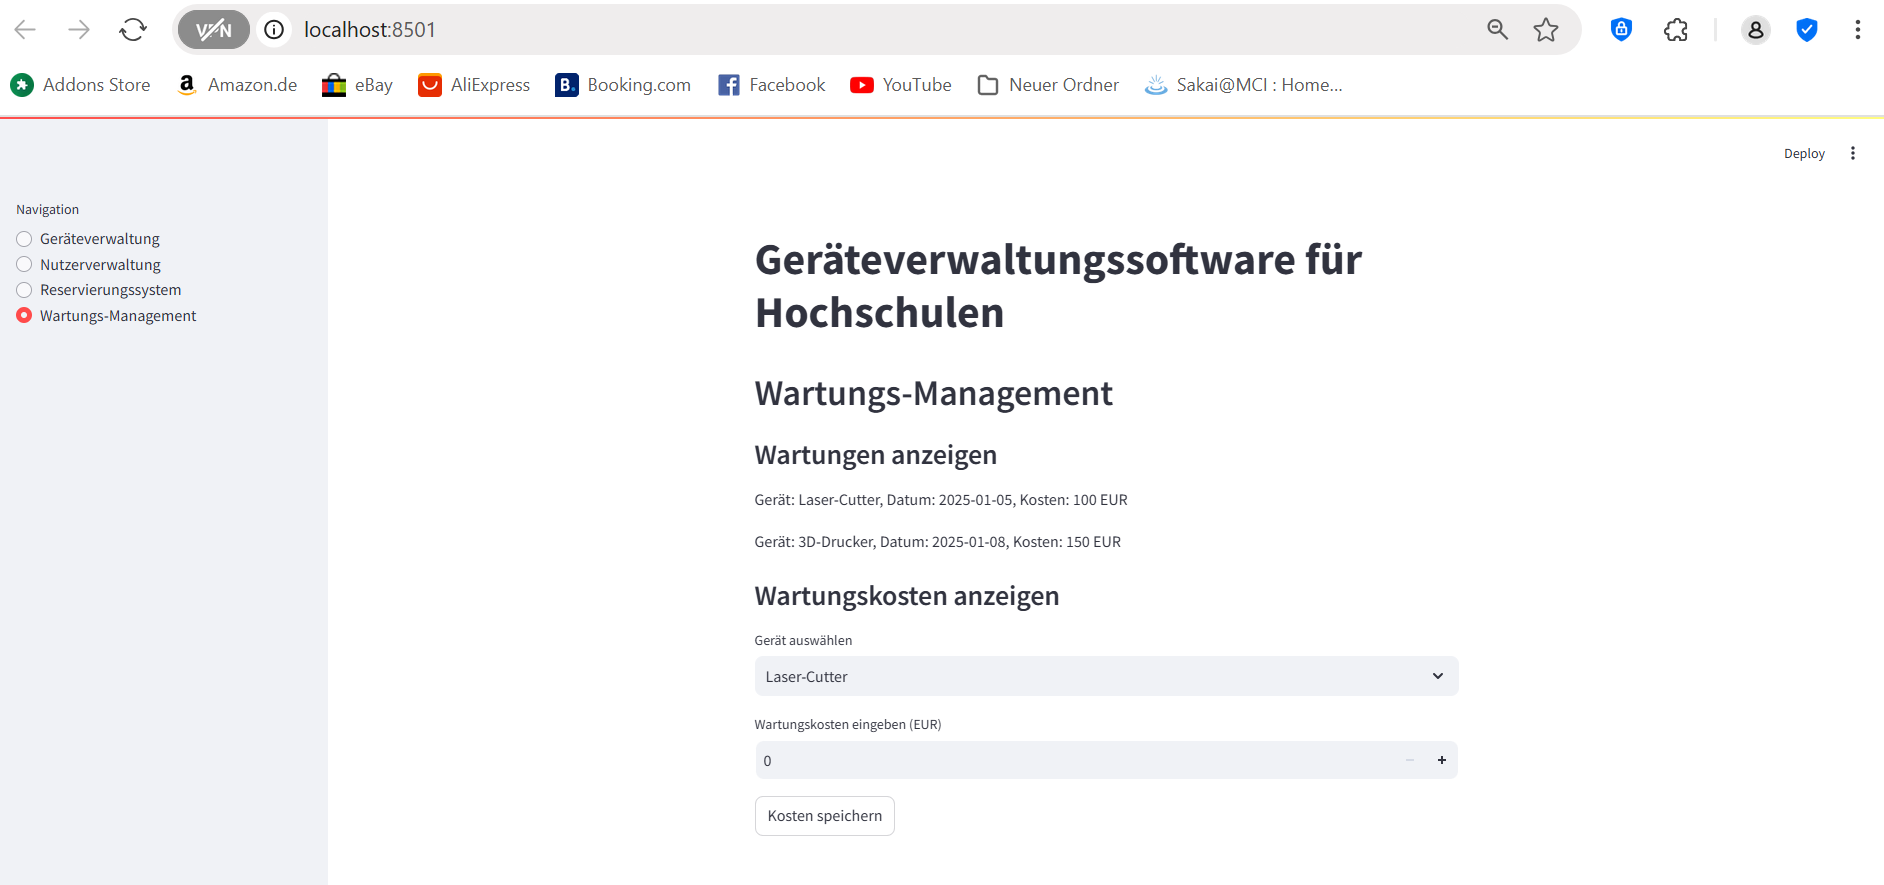 VPN localhost:8501
Addons Store Amazon.de eBay AliExpress Booking.com Facebook YouTube Neuer Ordner Sakai@MCI : Home...
Deploy
Navigation
Geräteverwaltung
Nutzerverwaltung
Reservierungssystem
Wartungs-Management
Geräteverwaltungssoftware für
Hochschulen
Wartungs-Management
Wartungen anzeigen
Gerät: Laser-Cutter, Datum: 2025-01-05, Kosten: 100 EUR
Gerät: 3D-Drucker, Datum: 2025-01-08, Kosten: 150 EUR
Wartungskosten anzeigen
Gerät auswählen
Laser-Cutter
Wartungskosten eingeben (EUR)
0
Kosten speichern